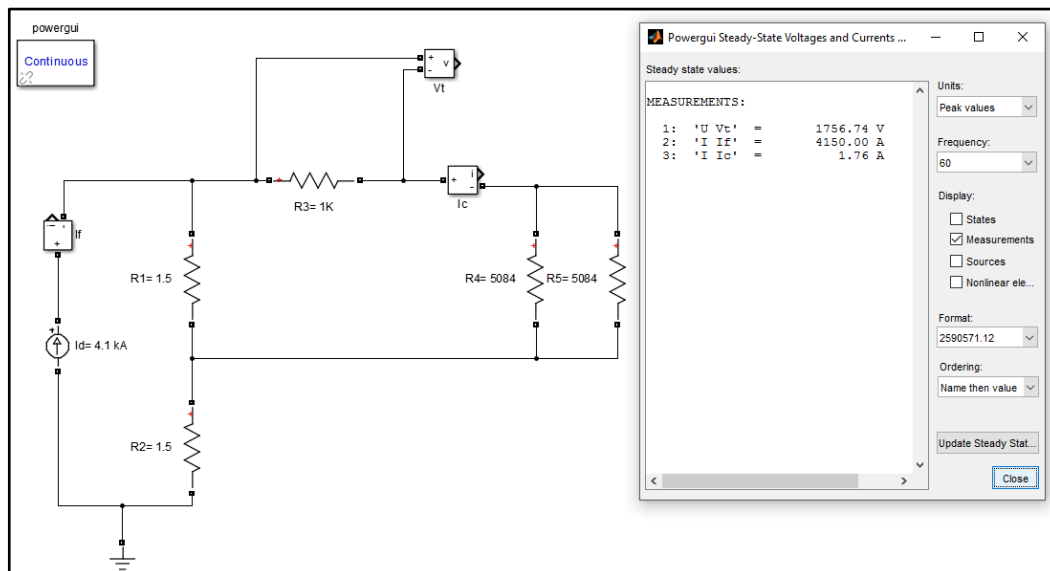 powergui
Continuous
+
-
v
Vt
+
R3= 1K
+
-
i
Ic
i
-
+
If
+
R1= 1.5
+
R4= 5084
+
R5= 5084
+
Id= 4.1 kA
+
R2= 1.5
Powergui Steady-State Voltages and Currents ...
Steady state values:
MEASUREMENTS:
1: 'U Vt' = 1756.74 V
2: 'I If' = 4150.00 A
3: 'I Ic' = 1.76 A
Units:
Peak values
Frequency:
60
Display:
States
Measurements
Sources
Nonlinear ele...
Format:
2590571.12
Ordering:
Name then value
Update Steady Stat...
Close